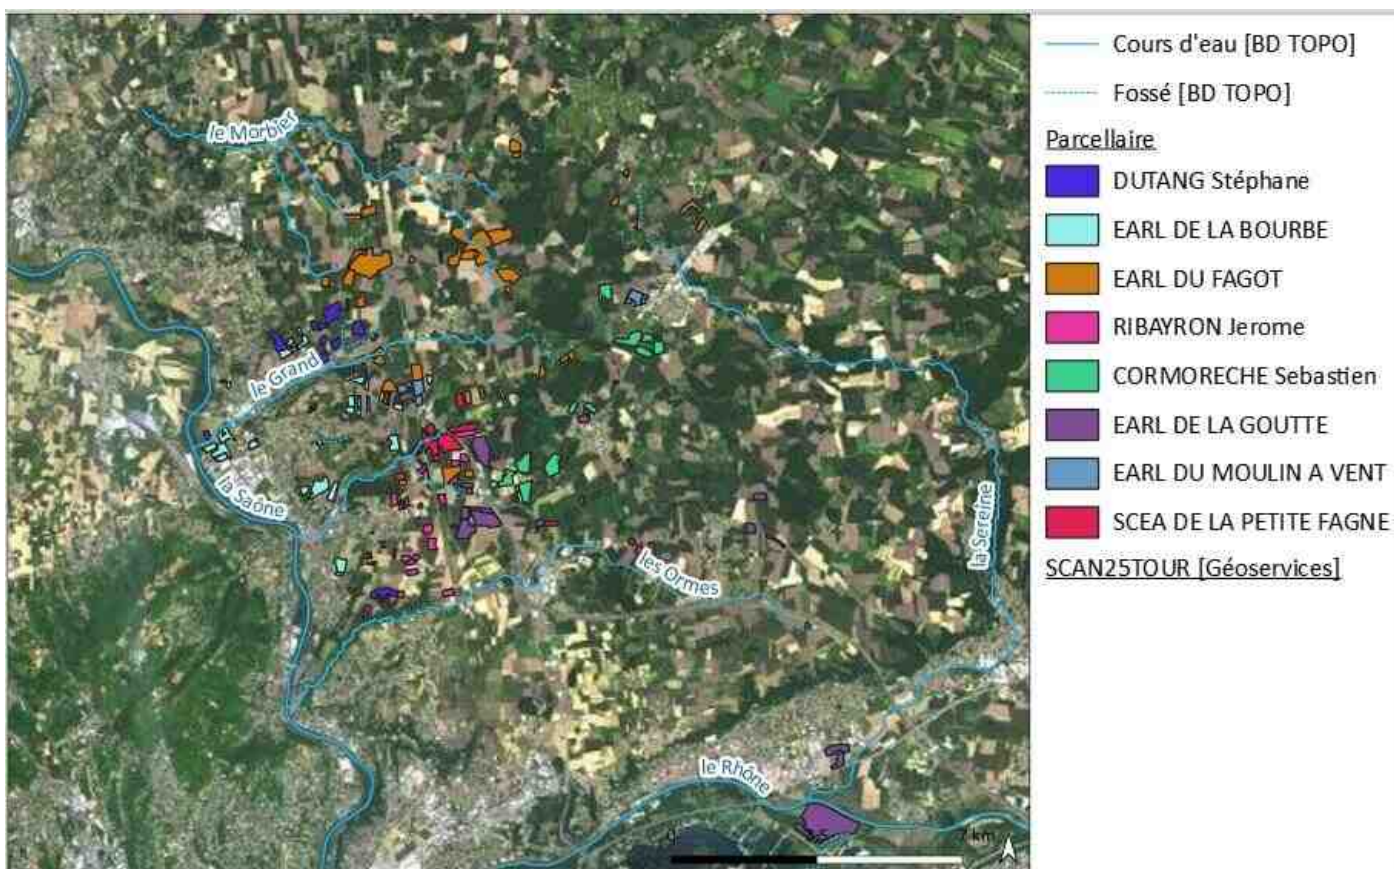 le Morbier
le Grand
la Saône
les Ormes
la Sereine
le Rhône
0
7 km
Cours d'eau [BD TOPO]
Fossé [BD TOPO]
Parcellaire
DUTANG Stéphane
EARL DE LA BOURBE
EARL DU FAGOT
RIBAYRON Jerome
CORMORECHE Sebastien
EARL DE LA GOUTTE
EARL DU MOULIN A VENT
SCEA DE LA PETITE FAGNE
SCAN25TOUR [Géoservices]